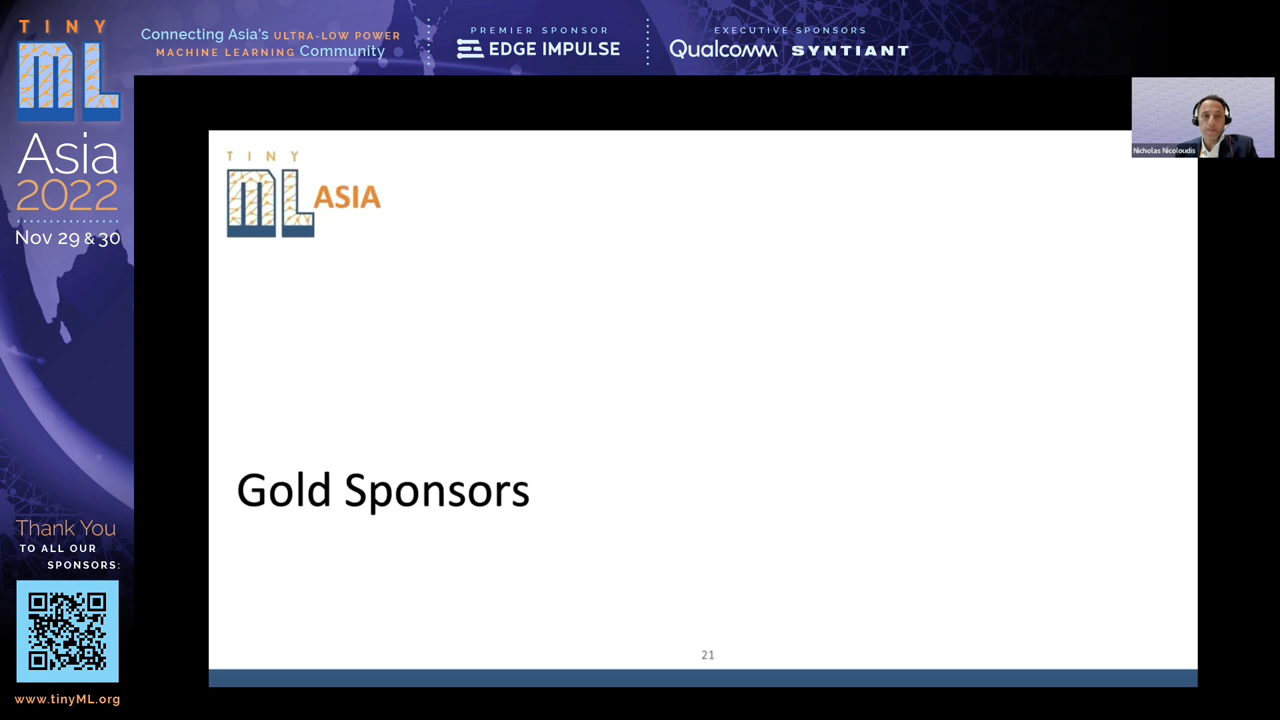 TINY
ML
Asia
2022
Nov 29 & 30
Connecting Asia's ULTRA-LOW POWER
MACHINE LEARNING Community
PREMIER SPONSOR
EDGE IMPULSE
EXECUTIVE SPONSORS
Qualcomm SYNTIANT
Nicholas Nicoloudis
TINY
ML ASIA
Gold Sponsors
21
Thank You
TO ALL OUR
SPONSORS:
www.tinyML.org